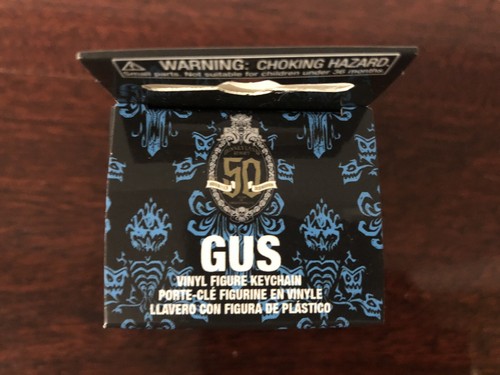 WARNING: CHOKING HAZARD.
Small parts. Not suitable for children under 36 months.
50
GUS
VINYL FIGURE KEYCHAIN
PORTE-CLÉ FIGURINE EN VINYLE
LLAVERO CON FIGURA DE PLÁSTICO